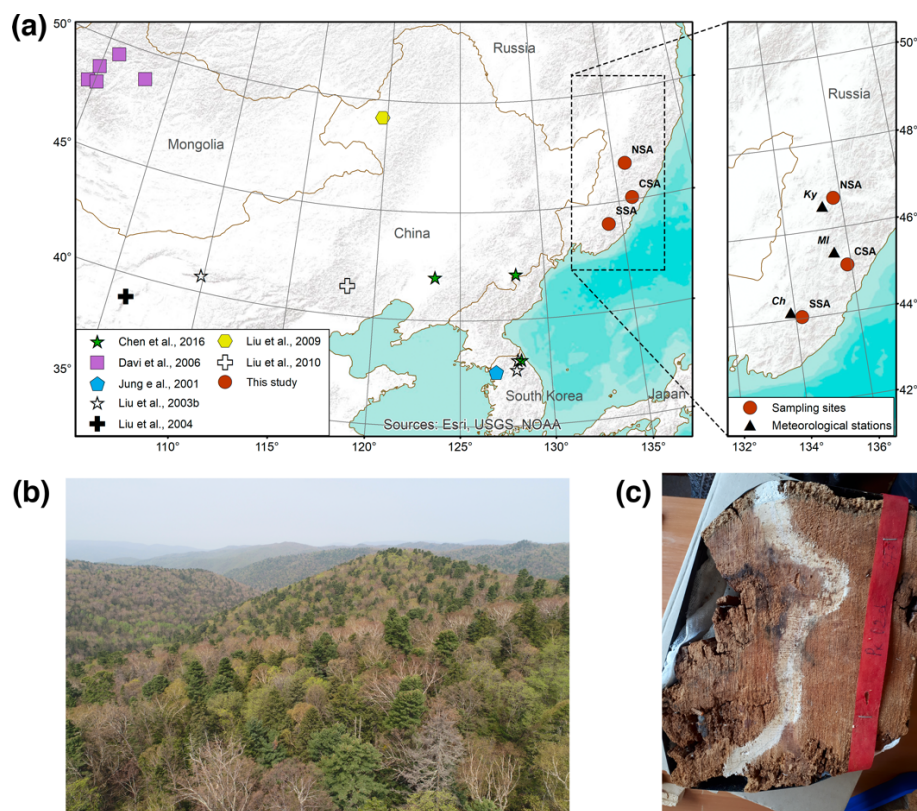 (a)
50°
45°
40°
35°
110°
115°
120°
125°
130°
135°
Russia
Mongolia
China
South Korea
Japan
NSA
CSA
SSA
Chen et al., 2016
Davi et al., 2006
Jung e al., 2001
Liu et al., 2003b
Liu et al., 2004
Liu et al., 2009
Liu et al., 2010
This study
Sources: Esri, USGS, NOAA
50°
48°
46°
44°
42°
132°
134°
136°
Russia
Ky
NSA
Ml
CSA
Ch
SSA
Sampling sites
Meteorological stations
(b)
(c)